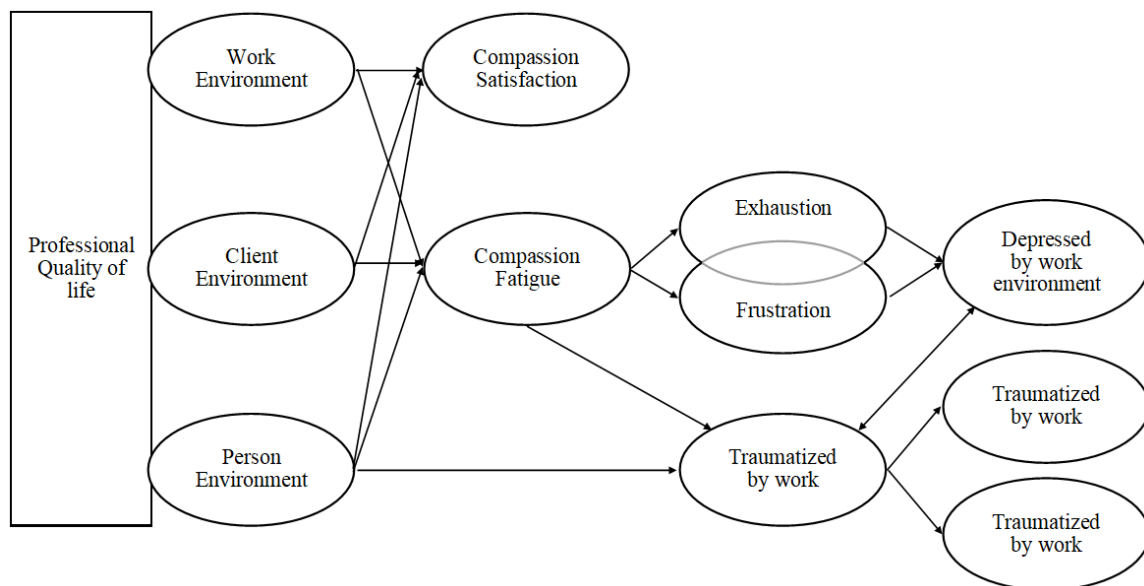 Work
Environment
Compassion
Satisfaction
Exhaustion
Professional
Quality of
life
Client
Environment
Compassion
Fatigue
Frustration
Depressed
by work
environment
Traumatized
by work
Person
Environment
Traumatized
by work
Traumatized
by work